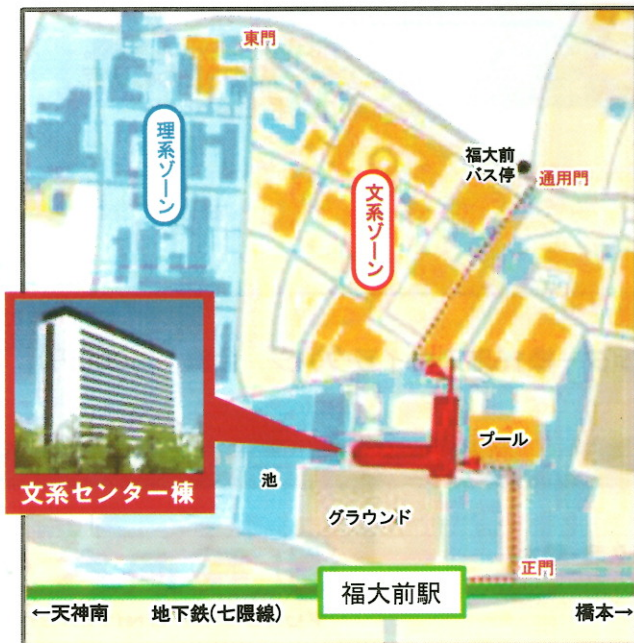 東門
理系ゾーン
文系ゾーン
福大前
バス停
通用門
文系センター棟
プール
池
グラウンド
正門
福大前駅
←天神南
地下鉄(七隈線)
橋本→